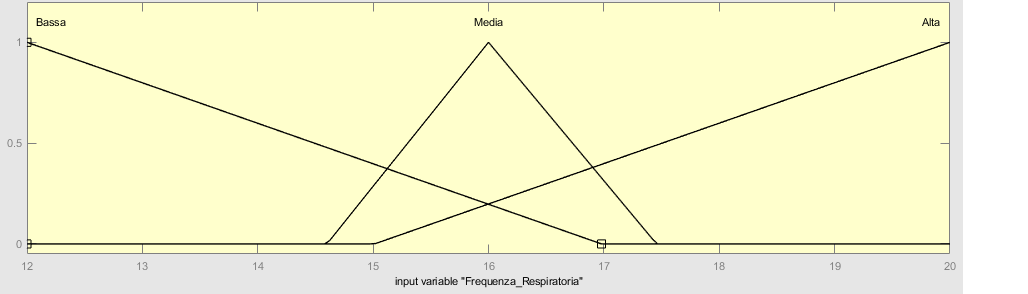 Bassa Media Alta
1
0.5
0
12 13 14 15 16 17 18 19 20
input variable "Frequenza_Respiratoria"